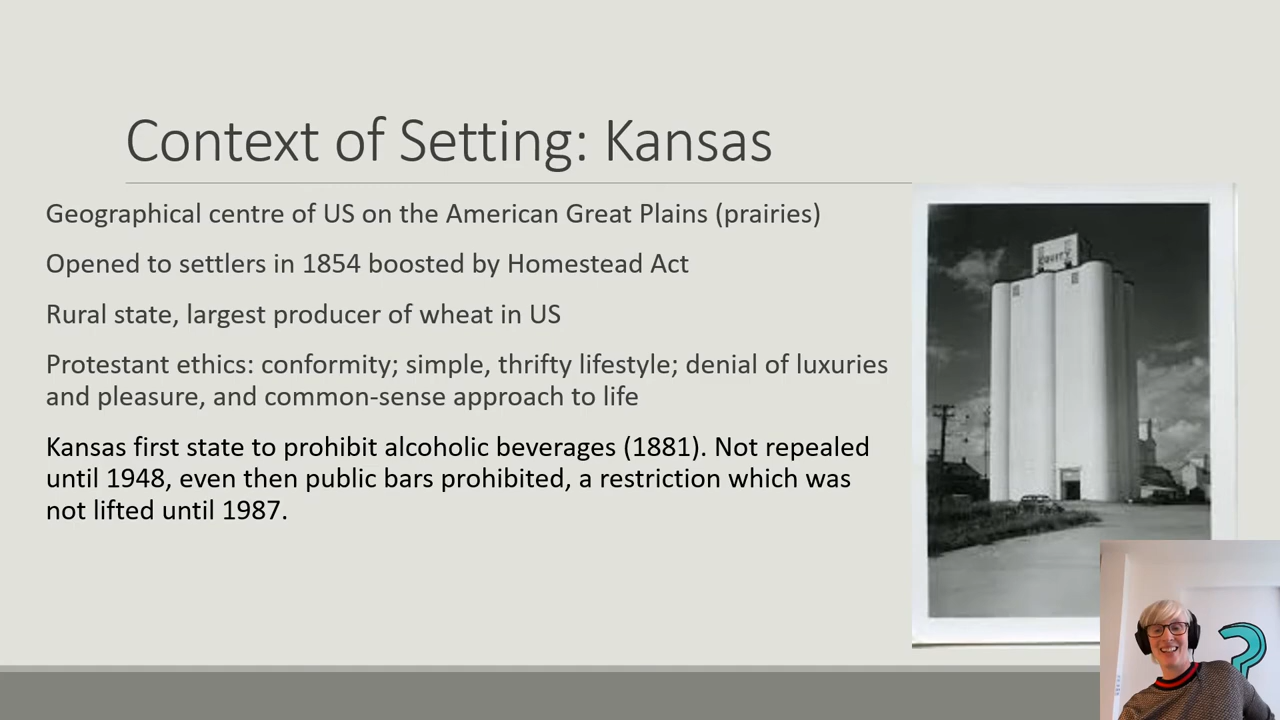 Context of Setting: Kansas
Geographical centre of US on the American Great Plains (prairies)
Opened to settlers in 1854 boosted by Homestead Act
Rural state, largest producer of wheat in US
Protestant ethics: conformity; simple, thrifty lifestyle; denial of luxuries
and pleasure, and common-sense approach to life
Kansas first state to prohibit alcoholic beverages (1881). Not repealed
until 1948, even then public bars prohibited, a restriction which was
not lifted until 1987.
EQUITY
?